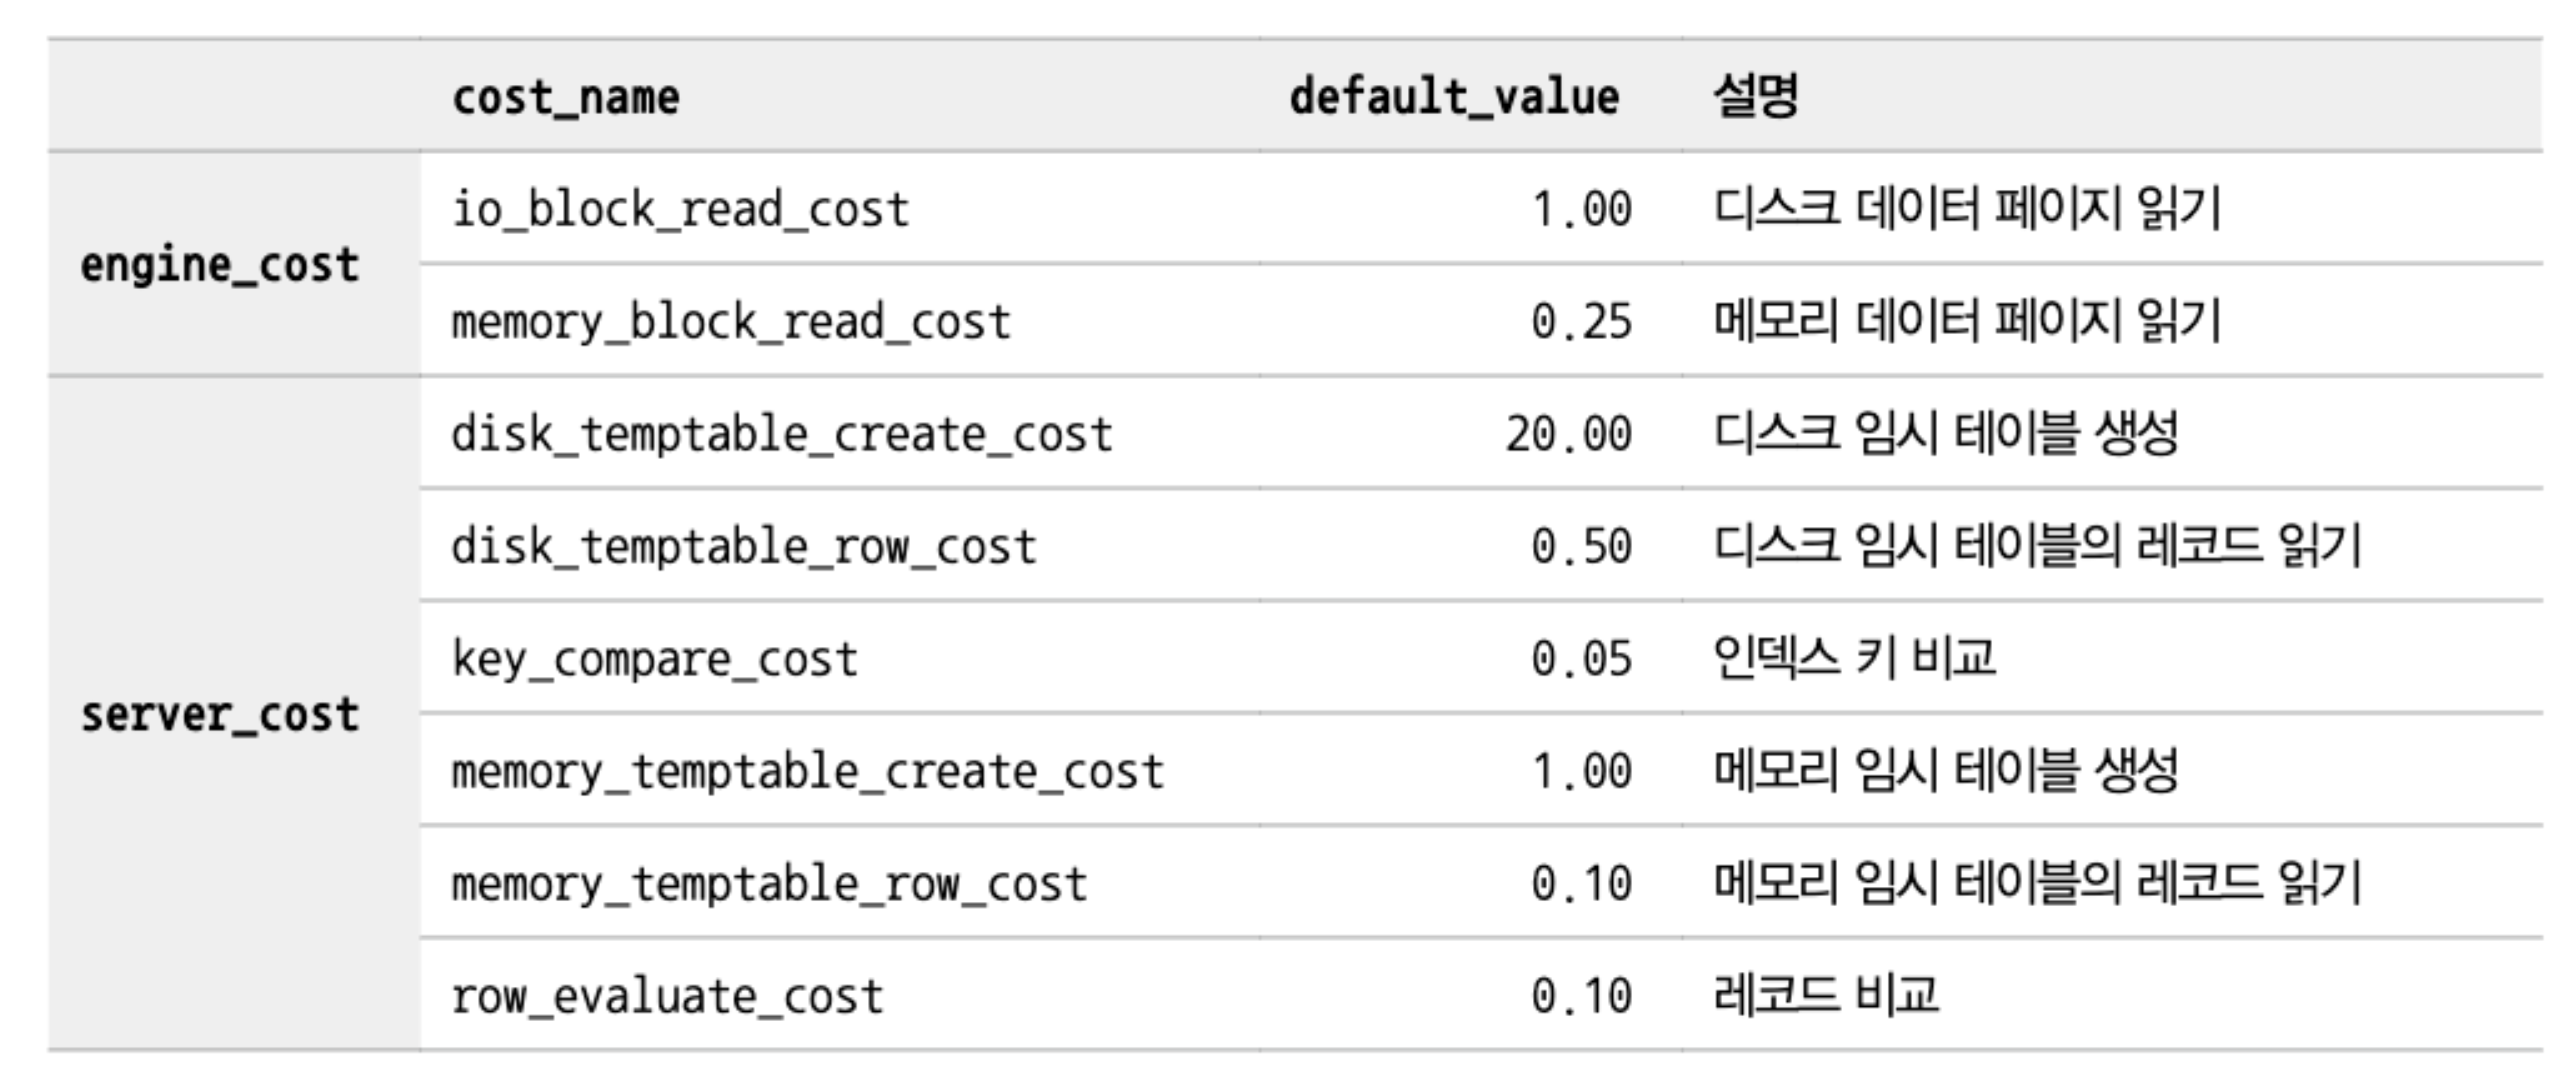 cost_name default_value 설명
engine_cost
io_block_read_cost 1.00 디스크 데이터 페이지 읽기
memory_block_read_cost 0.25 메모리 데이터 페이지 읽기
server_cost
disk_temptable_create_cost 20.00 디스크 임시 테이블 생성
disk_temptable_row_cost 0.50 디스크 임시 테이블의 레코드 읽기
key_compare_cost 0.05 인덱스 키 비교
memory_temptable_create_cost 1.00 메모리 임시 테이블 생성
memory_temptable_row_cost 0.10 메모리 임시 테이블의 레코드 읽기
row_evaluate_cost 0.10 레코드 비교